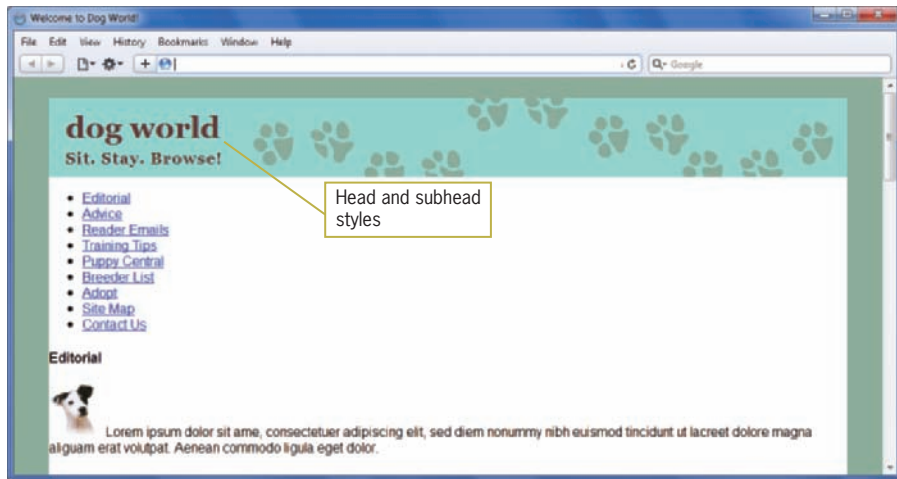 Welcome to Dog World!
File Edit View History Bookmarks Window Help
Google
dog world
Sit. Stay. Browse!
Head and subhead
styles
Editorial
Advice
Reader Emails
Training Tips
Puppy Central
Breeder List
Adopt
Site Map
Contact Us
Editorial
Lorem ipsum dolor sit ame, consectetuer adipiscing elit, sed diem nonummy nibh euismod tincidunt ut lacreet dolore magna
aliguam erat volutpat. Aenean commodo ligula eget dolor.